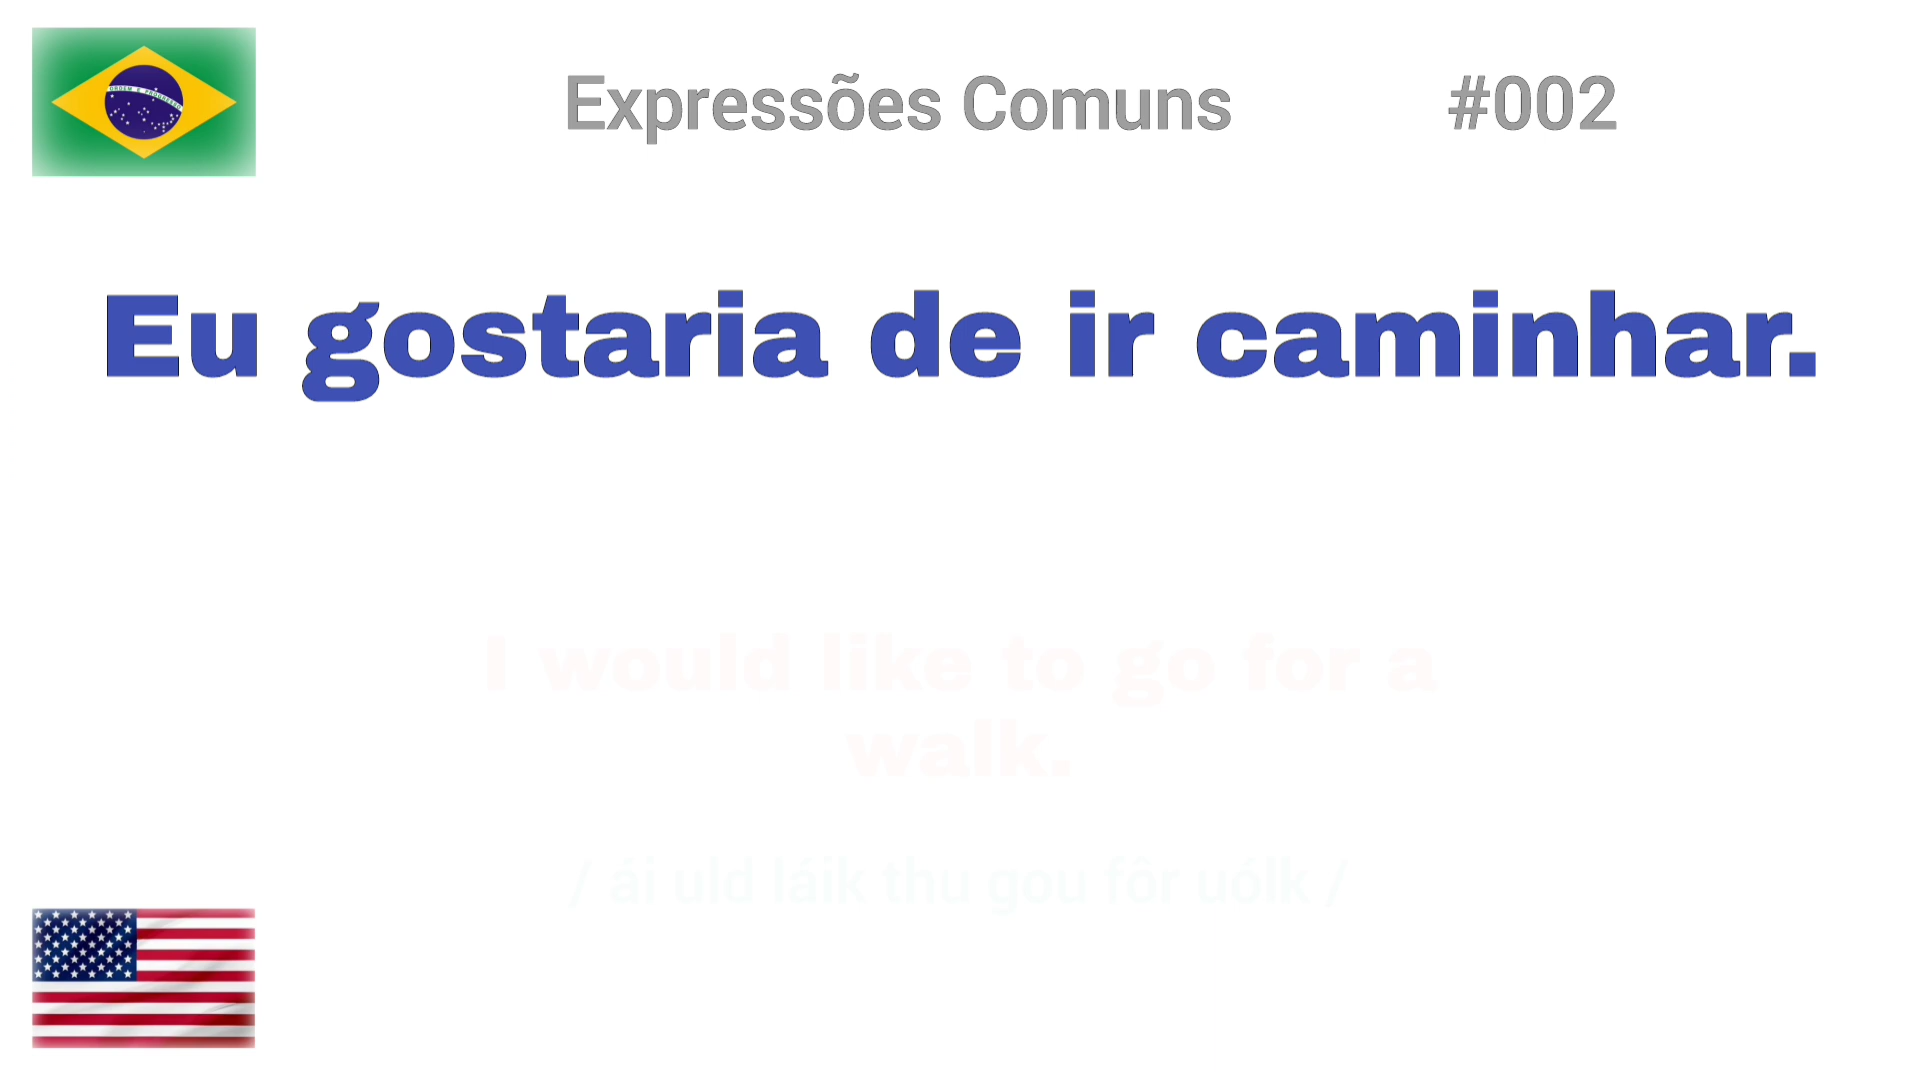 Expressões Comuns #002
Eu gostaria de ir caminhar.
I would like to go for a
walk.
/ ái uld láik thu gou fôr uólk /